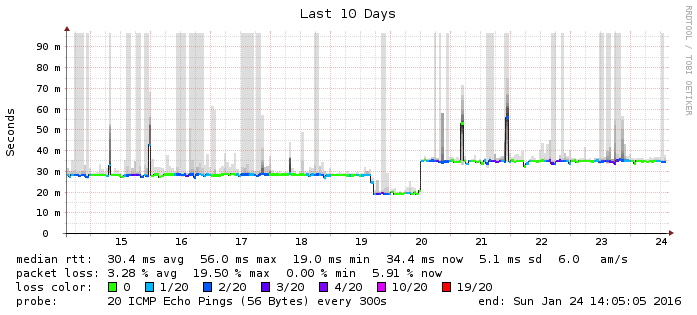 Last 10 Days
RRDTOOL / TOBI OETIKER
Seconds
90 m
80 m
70 m
60 m
50 m
40 m
30 m
20 m
10 m
0
15 16 17 18 19 20 21 22 23 24
median rtt: 30.4 ms avg 56.0 ms max 19.0 ms min 34.4 ms now 5.1 ms sd 6.0 am/s
packet loss: 3.28 % avg 19.50 % max 0.00 % min 5.91 % now
loss color: 0 1/20 2/20 3/20 4/20 10/20 19/20
probe: 20 ICMP Echo Pings (56 Bytes) every 300s end: Sun Jan 24 14:05:05 2016